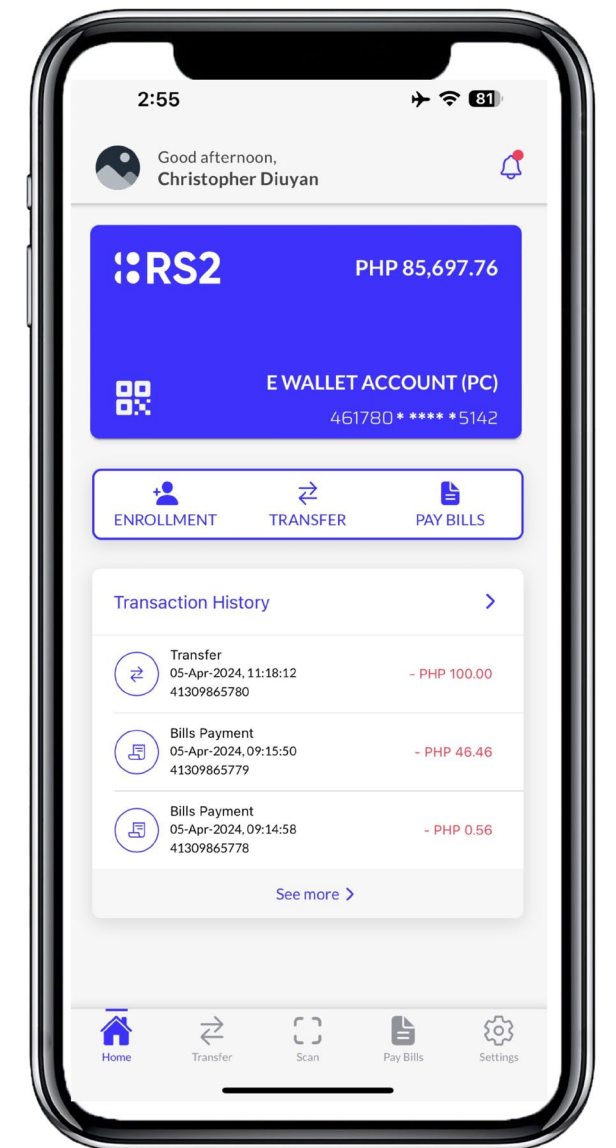 2:55
81
Good afternoon,
Christopher Diuyan
RS2
PHP 85,697.76
E WALLET ACCOUNT (PC)
461780* **** *5142
ENROLLMENT
TRANSFER
PAY BILLS
Transaction History
Transfer
05-Apr-2024, 11:18:12
- PHP 100.00
41309865780
Bills Payment
05-Apr-2024, 09:15:50
- PHP 46.46
41309865779
Bills Payment
05-Apr-2024, 09:14:58
- PHP 0.56
41309865778
See more
Home
Transfer
Scan
Pay Bills
Settings